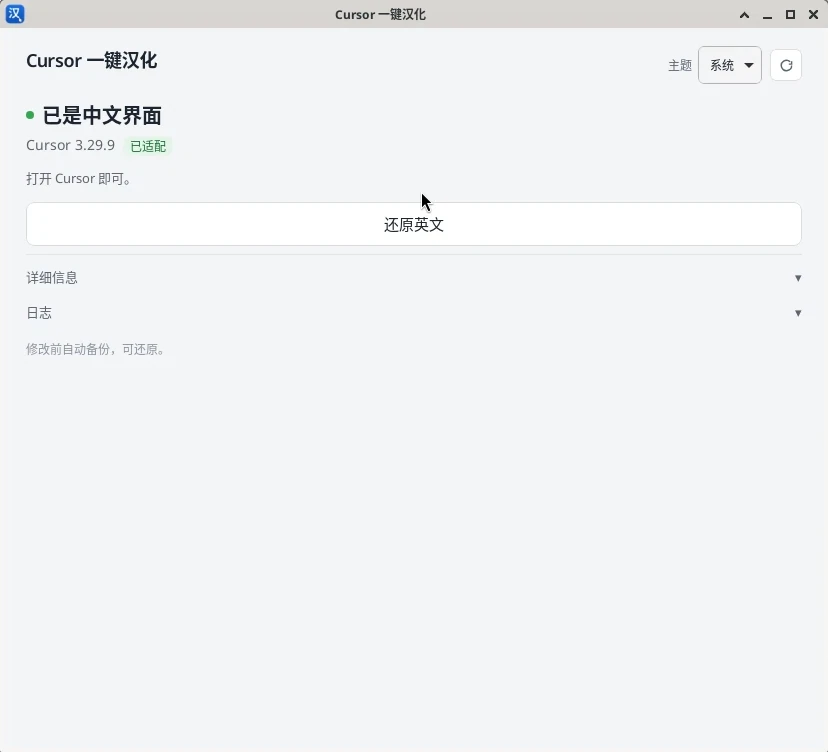 汉 Cursor 一键汉化
Cursor 一键汉化 主题 系统
已是中文界面
Cursor 3.29.9 已适配
打开 Cursor 即可。
还原英文
详细信息
日志
修改前自动备份，可还原。